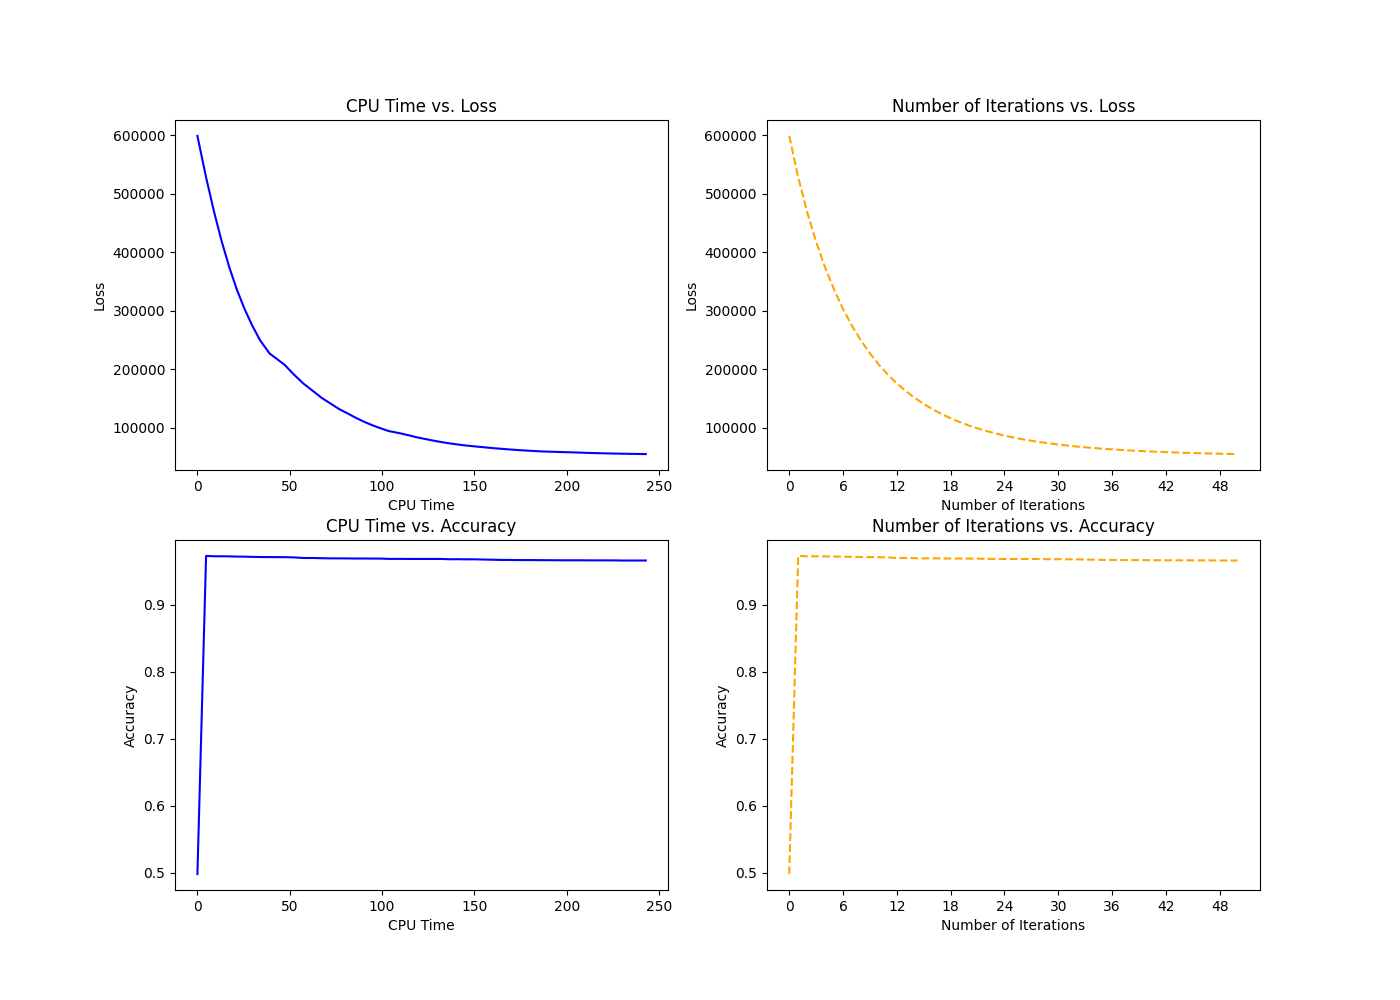 CPU Time vs. Loss
600000
500000
400000
300000
200000
100000
Loss
0 50 100 150 200 250
CPU Time
Number of Iterations vs. Loss
600000
500000
400000
300000
200000
100000
Loss
0 6 12 18 24 30 36 42 48
Number of Iterations
CPU Time vs. Accuracy
0.9
0.8
0.7
0.6
0.5
Accuracy
0 50 100 150 200 250
CPU Time
Number of Iterations vs. Accuracy
0.9
0.8
0.7
0.6
0.5
Accuracy
0 6 12 18 24 30 36 42 48
Number of Iterations